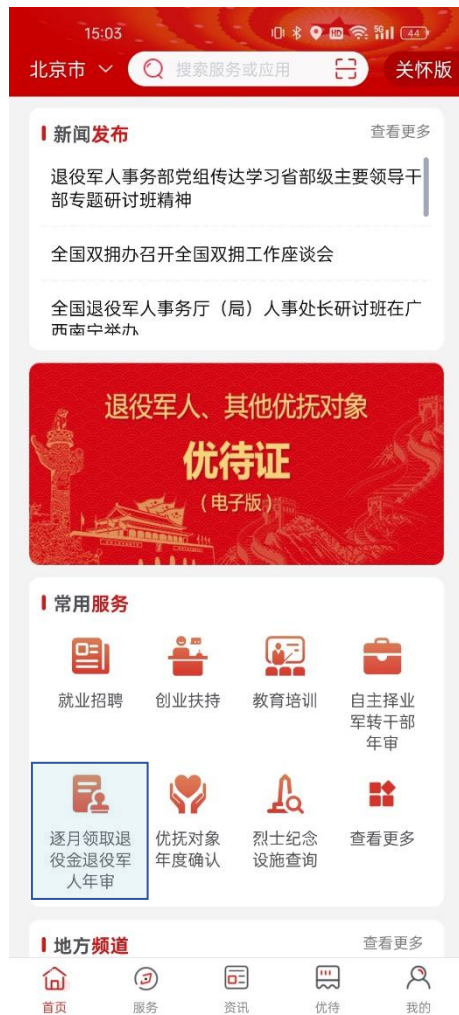 15:03
HD
5G
44
北京市
搜索服务或应用
关怀版
新闻发布
查看更多
退役军人事务部党组传达学习省部级主要领导干
部专题研讨班精神
全国双拥办召开全国双拥工作座谈会
全国退役军人事务厅（局）人事处长研讨班在广
西南宁举办
退役军人、其他优抚对象
优待证
（电子版）
常用服务
就业招聘
创业扶持
教育培训
自主择业
军转干部
年审
逐月领取退
役金退役军
人年审
优抚对象
年度确认
烈士纪念
设施查询
查看更多
地方频道
查看更多
首页
服务
资讯
优待
我的